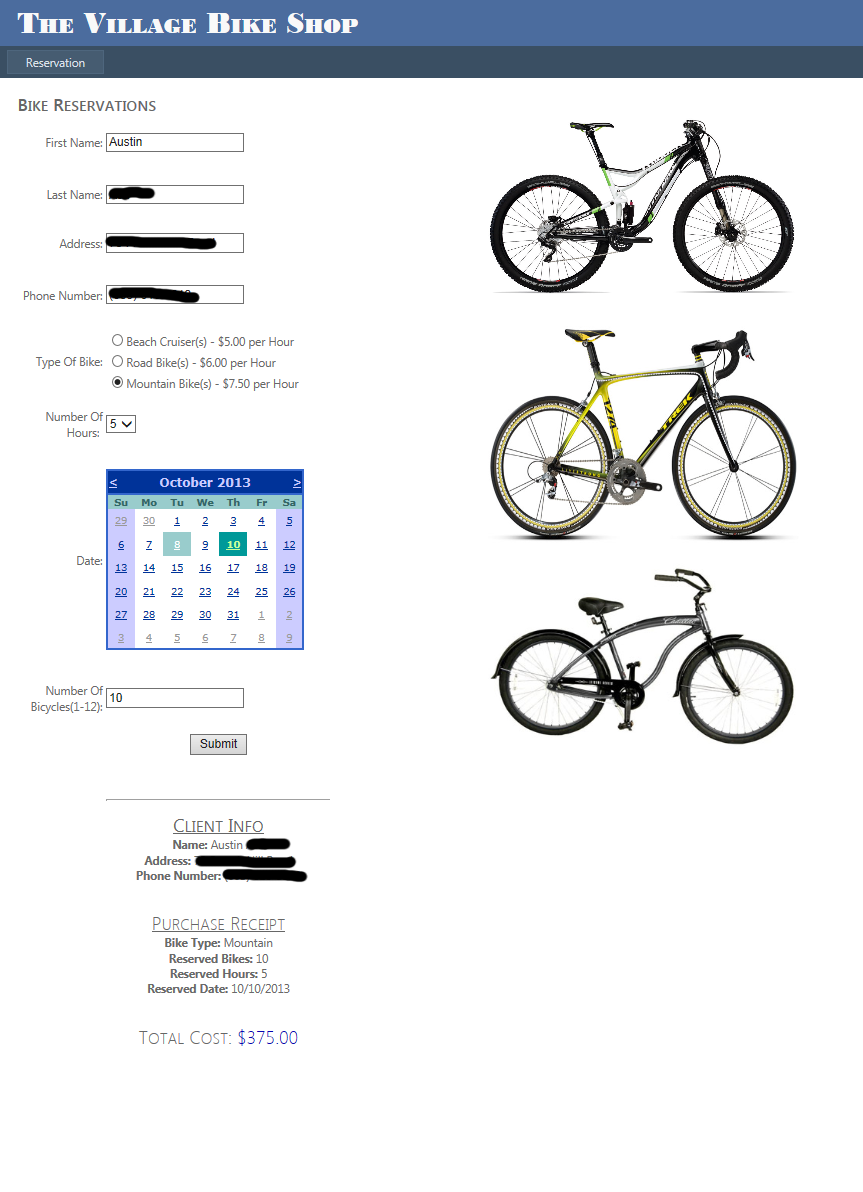 The Village Bike Shop
Reservation
Bike Reservations
First Name: Austin
Last Name:
Address:
Phone Number:
Type Of Bike:
Beach Cruiser(s) - $5.00 per Hour
Road Bike(s) - $6.00 per Hour
Mountain Bike(s) - $7.50 per Hour
Number Of
Hours: 5
Date:
< October 2013 >
Su Mo Tu We Th Fr Sa
29 30 1 2 3 4 5
6 7 8 9 10 11 12
13 14 15 16 17 18 19
20 21 22 23 24 25 26
27 28 29 30 31 1 2
3 4 5 6 7 8 9
Number Of
Bicycles(1-12): 10
Submit
Client Info
Name: Austin
Address:
Phone Number:
Purchase Receipt
Bike Type: Mountain
Reserved Bikes: 10
Reserved Hours: 5
Reserved Date: 10/10/2013
Total Cost: $375.00
TREK